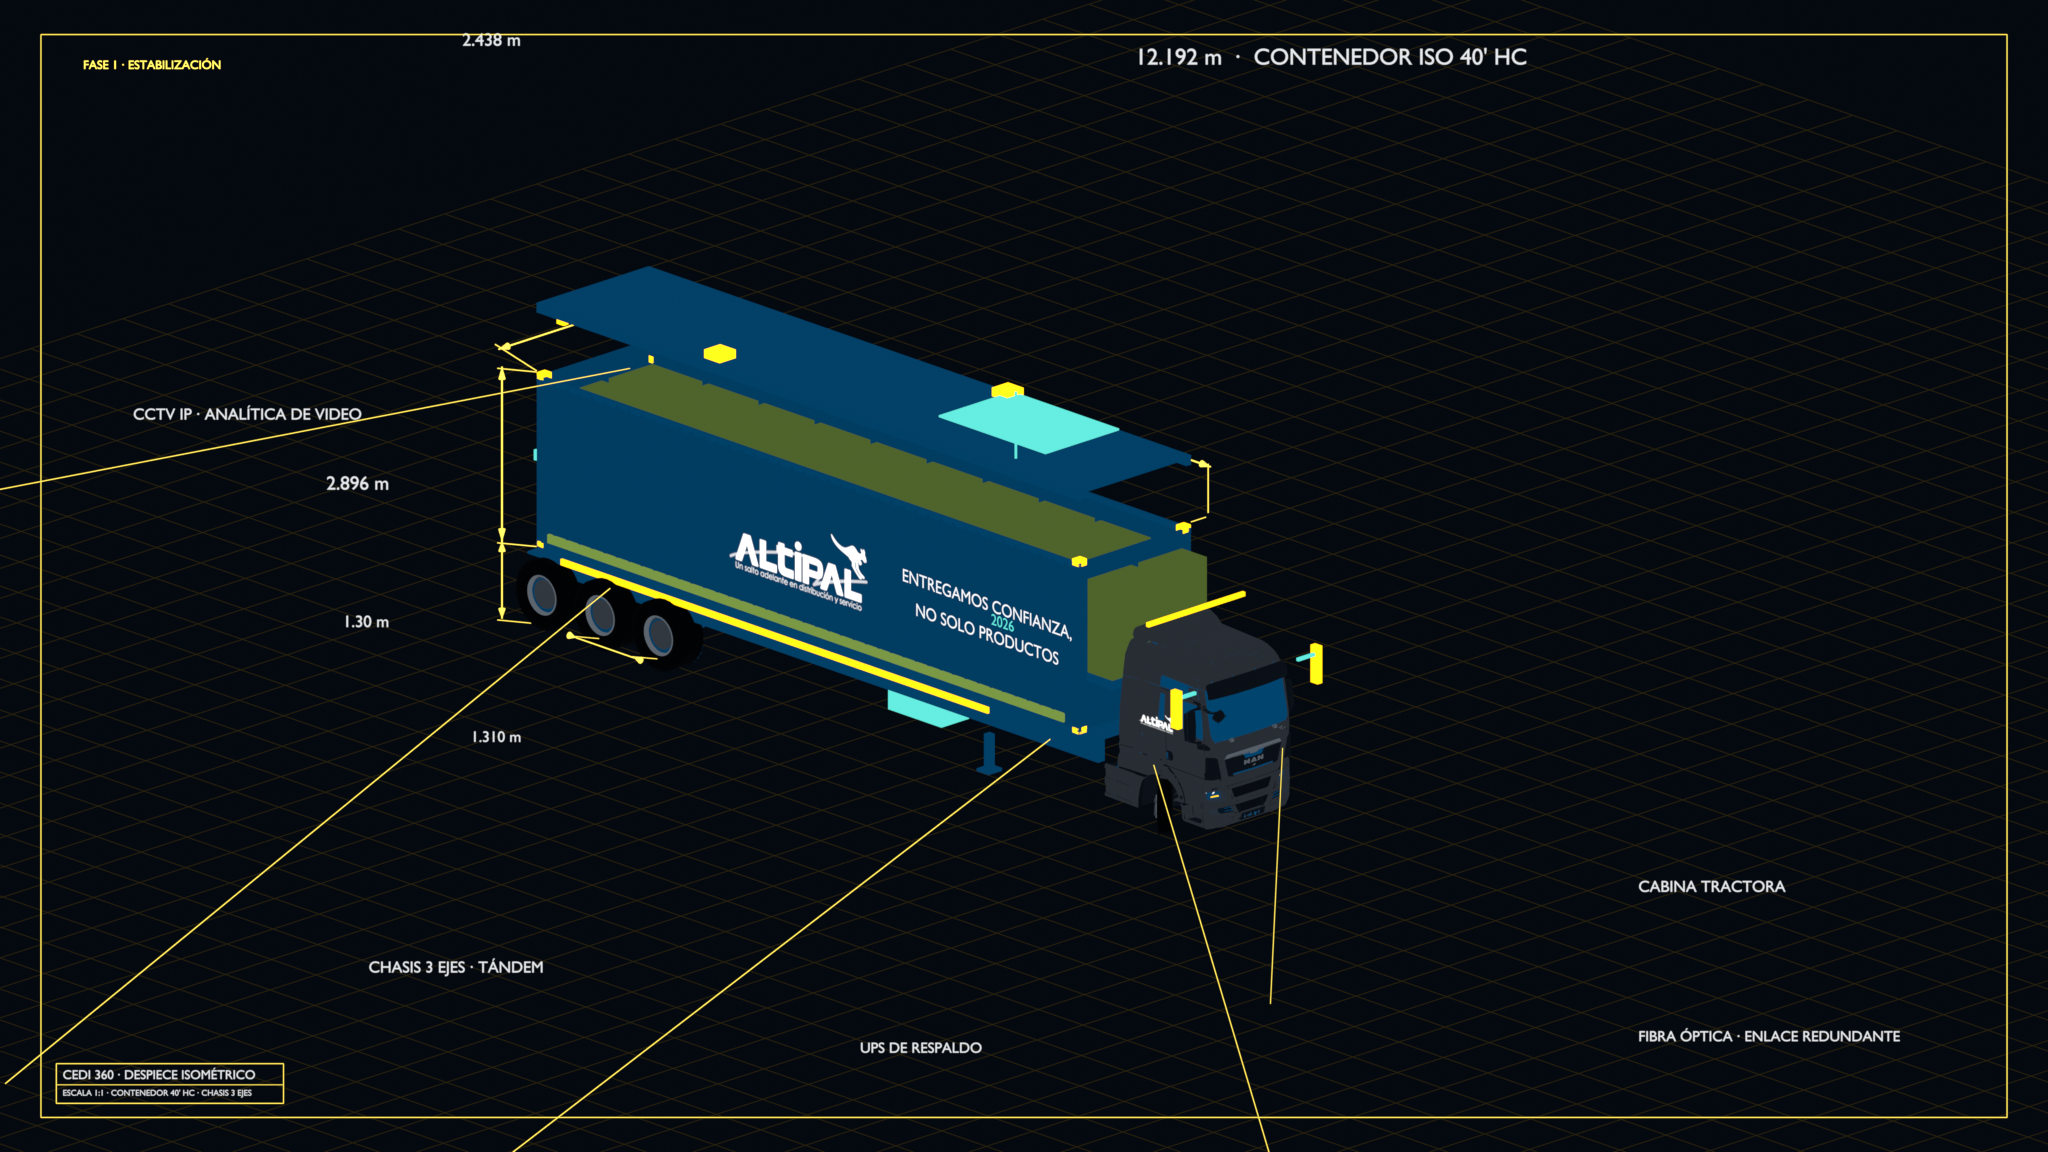 2.438 m
12.192 m · CONTENEDOR ISO 40' HC
FASE 1 · ESTABILIZACIÓN
CCTV IP · ANALÍTICA DE VIDEO
2.896 m
ALTIPAL
Un salto adelante en distribución y servicio
ENTREGAMOS CONFIANZA,
2026
NO SOLO PRODUCTOS
1.30 m
ALTIPAL
1.310 m
MAN
CABINA TRACTORA
CHASIS 3 EJES · TÁNDEM
FIBRA ÓPTICA · ENLACE REDUNDANTE
UPS DE RESPALDO
CEDI 360 · DESPIECE ISOMÉTRICO
ESCALA 1:1 · CONTENEDOR 40' HC · CHASIS 3 EJES